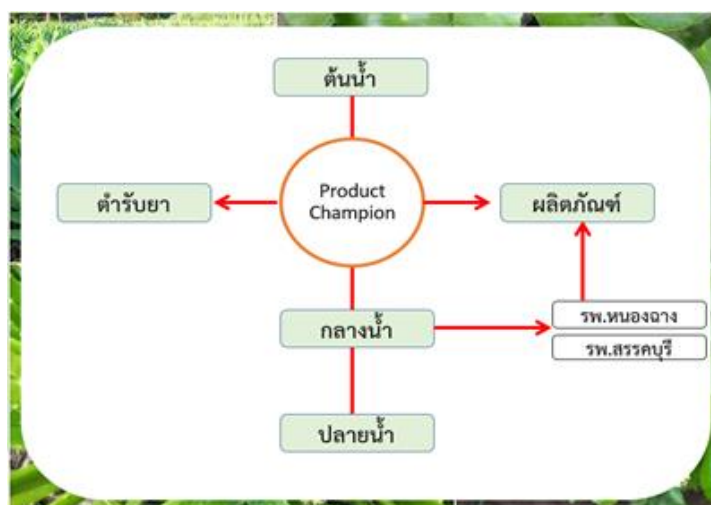 ต้นน้ำ
ตำรับยา
Product
Champion
ผลิตภัณฑ์
กลางน้ำ
รพ.หนองฉาง
รพ.สรรคบุรี
ปลายน้ำ